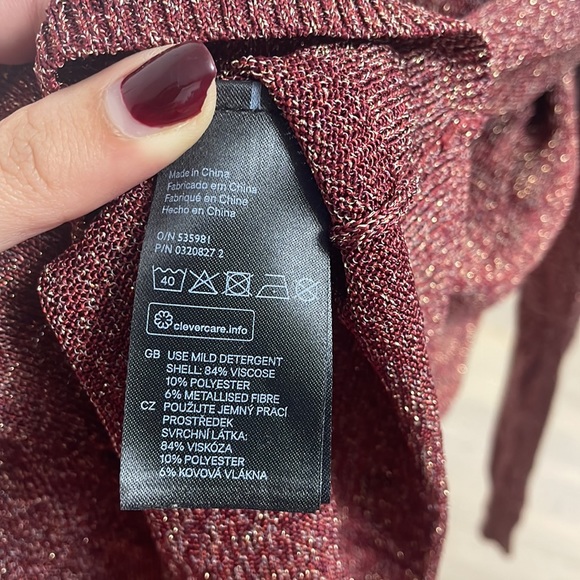 Made in China
Fabricado em China
Fabriqué en Chine
Hecho en China
O/N 535981
P/N 0320827 2
40
clevercare.info
GB USE MILD DETERGENT
SHELL: 84% VISCOSE
10% POLYESTER
6% METALLISED FIBRE
CZ POUŽIJTE JEMNÝ PRACÍ
PROSTŘEDEK
SVRCHNÍ LÁTKA:
84% VISKÓZA
10% POLYESTER
6% KOVOVÁ VLÁKNA